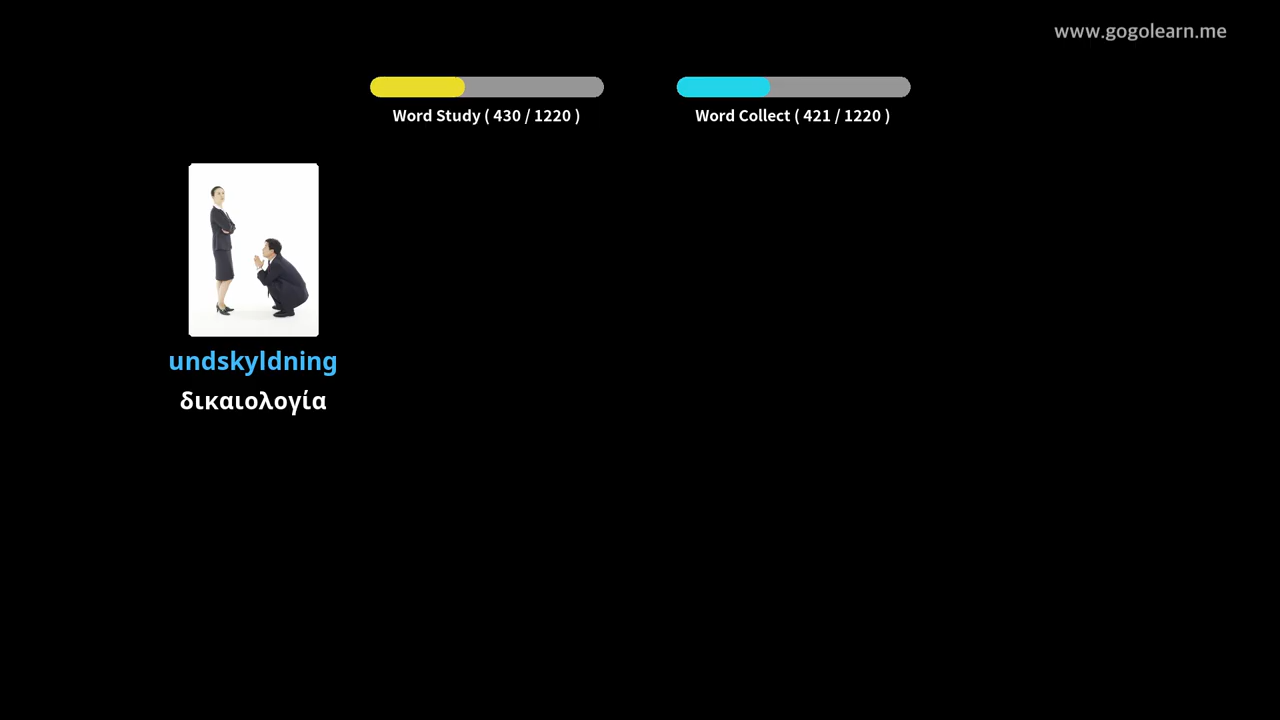 www.gogolearn.me
Word Study ( 430 / 1220 )
Word Collect ( 421 / 1220 )
undskyldning
δικαιολογία